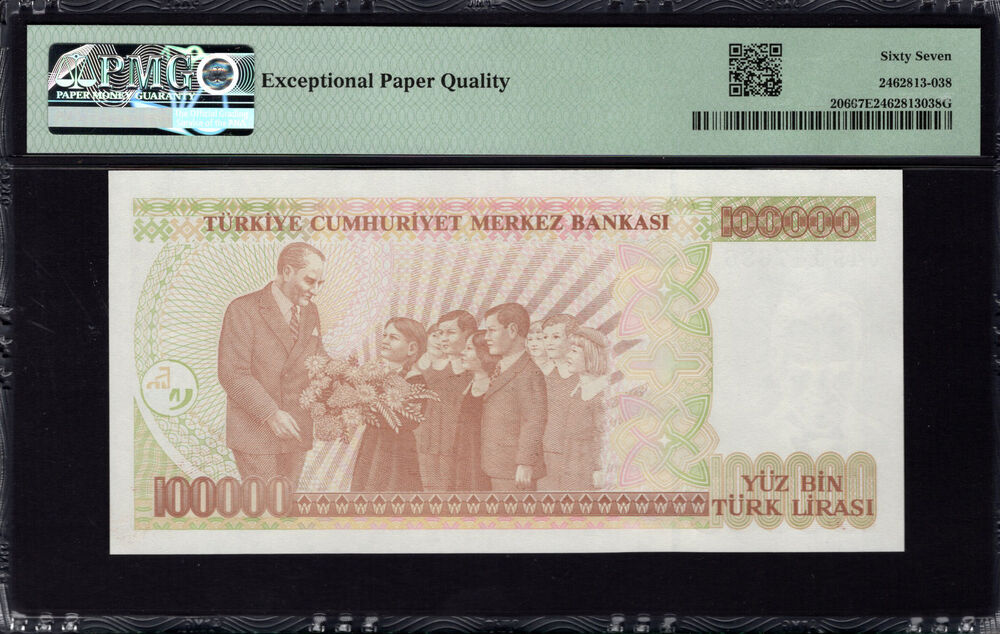 PMG
PAPER MONEY GUARANTY
The Official Grading
Service of the ANA
Exceptional Paper Quality
Sixty Seven
2462813-038
20667E2462813038G
TÜRKİYE CUMHURİYET MERKEZ BANKASI
100000
100000
100000
YÜZ BİN
TÜRK LİRASI